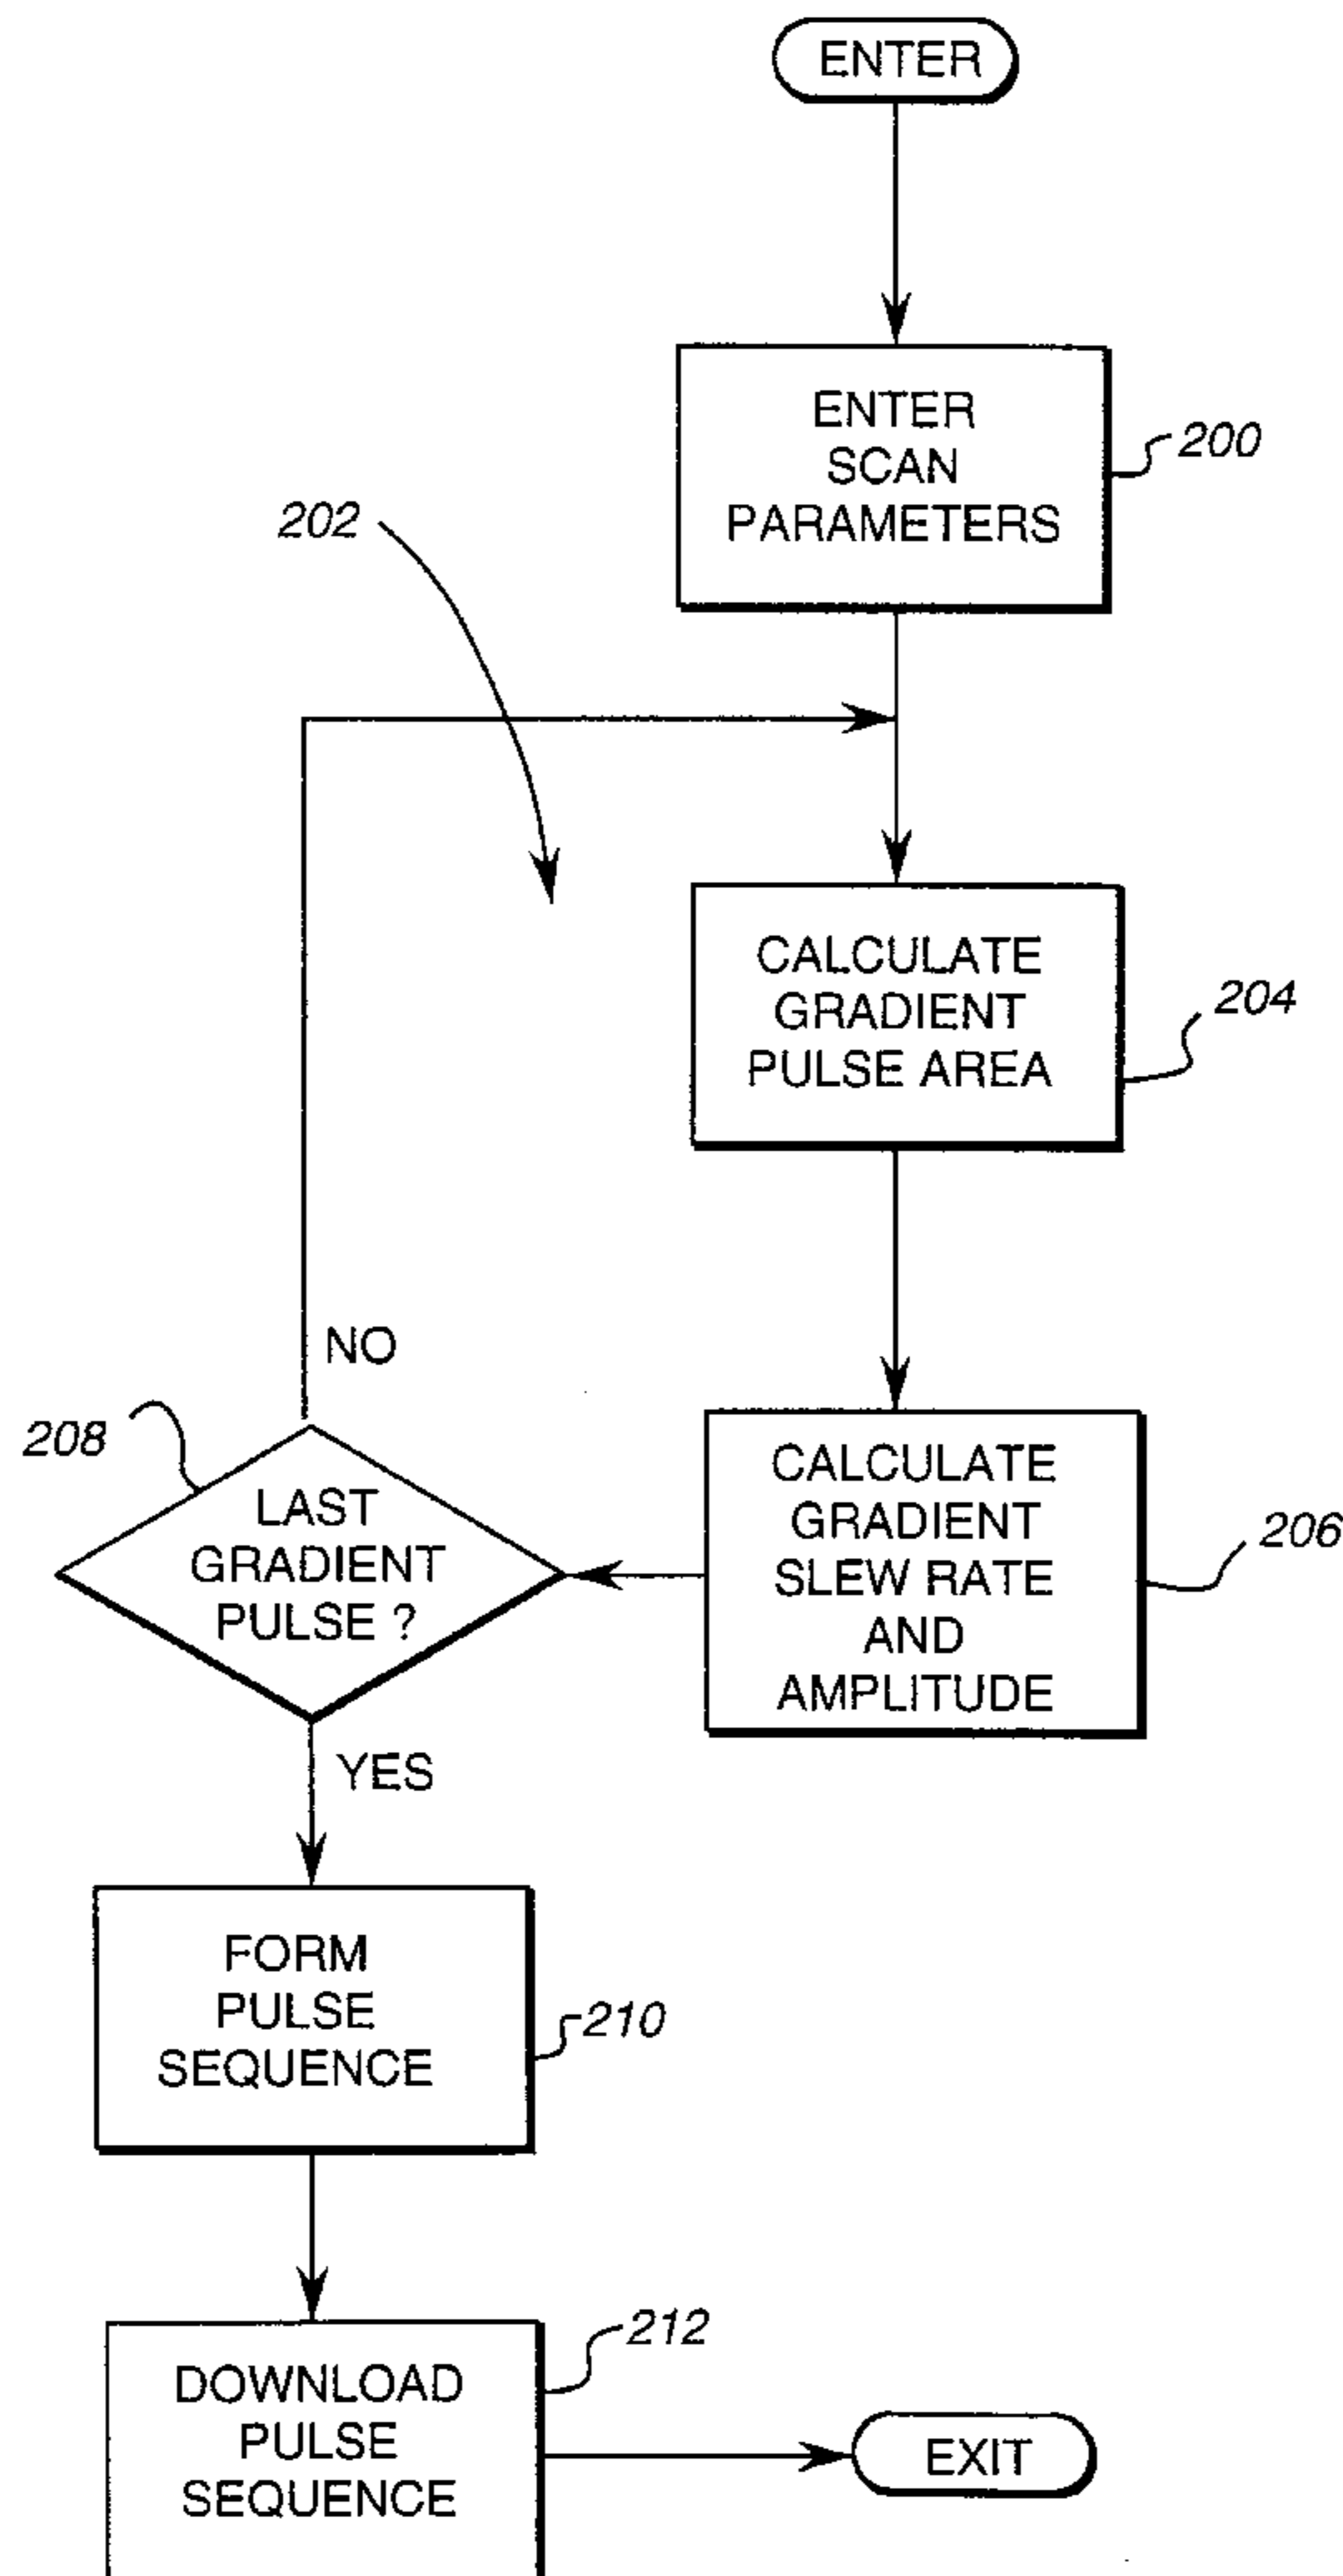 ENTER
ENTER
SCAN
PARAMETERS
200
202
CALCULATE
GRADIENT
PULSE AREA
204
NO
208
LAST
GRADIENT
PULSE ?
CALCULATE
GRADIENT
SLEW RATE
AND
AMPLITUDE
206
YES
FORM
PULSE
SEQUENCE
210
DOWNLOAD
PULSE
SEQUENCE
212
EXIT